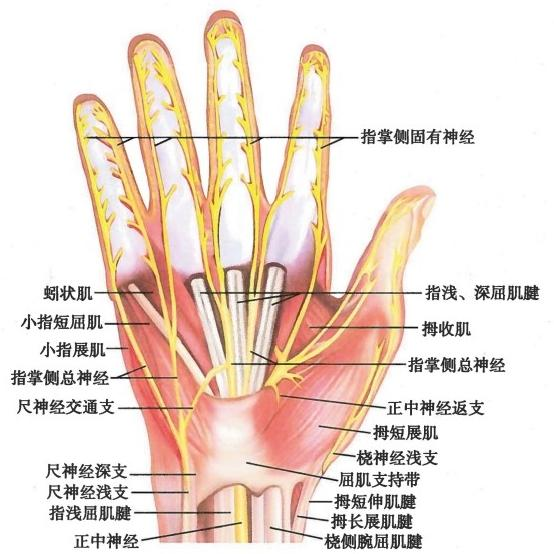 指掌侧固有神经
蚓状肌
指浅、深屈肌腱
小指短屈肌
拇收肌
小指展肌
指掌侧总神经
指掌侧总神经
尺神经交通支
正中神经返支
拇短展肌
桡神经浅支
尺神经深支
屈肌支持带
尺神经浅支
拇短伸肌腱
指浅屈肌腱
拇长展肌腱
正中神经
桡侧腕屈肌腱